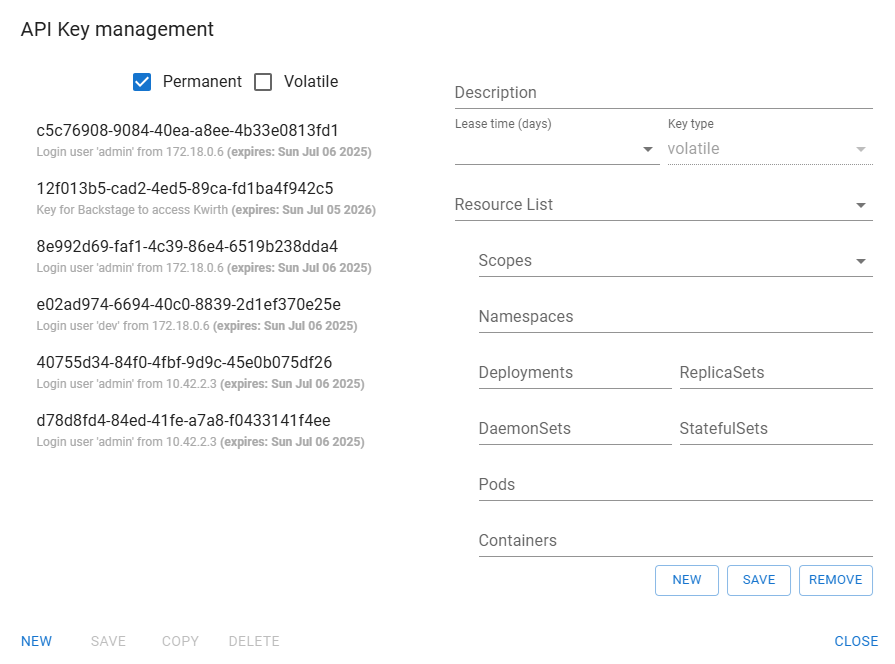 API Key management
Permanent Volatile
c5c76908-9084-40ea-a8ee-4b33e0813fd1
Login user 'admin' from 172.18.0.6 (expires: Sun Jul 06 2025)
12f013b5-cad2-4ed5-89ca-fd1ba4f942c5
Key for Backstage to access Kwirth (expires: Sun Jul 05 2026)
8e992d69-faf1-4c39-86e4-6519b238dda4
Login user 'admin' from 172.18.0.6 (expires: Sun Jul 06 2025)
e02ad974-6694-40c0-8839-2d1ef370e25e
Login user 'dev' from 172.18.0.6 (expires: Sun Jul 06 2025)
40755d34-84f0-4fbf-9d9c-45e0b075df26
Login user 'admin' from 10.42.2.3 (expires: Sun Jul 06 2025)
d78d8fd4-84ed-41fe-a7a8-f0433141f4ee
Login user 'admin' from 10.42.2.3 (expires: Sun Jul 06 2025)
Description
Lease time (days) Key type
volatile
Resource List
Scopes
Namespaces
Deployments ReplicaSets
DaemonSets StatefulSets
Pods
Containers
NEW SAVE REMOVE
NEW SAVE COPY DELETE CLOSE